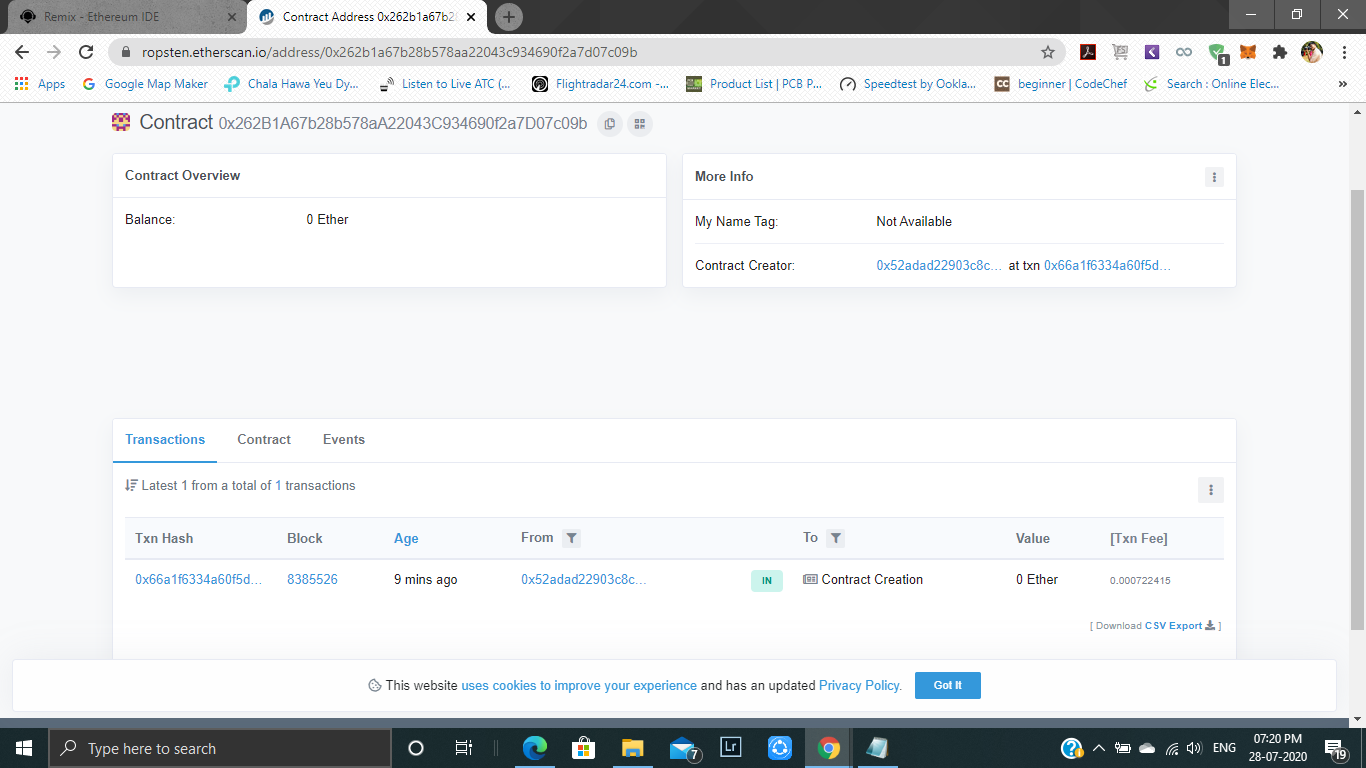 Remix - Ethereum IDE
Contract Address 0x262b1a67b2
ropsten.etherscan.io/address/0x262b1a67b28b578aa22043c934690f2a7d07c09b
1
Apps Google Map Maker Chala Hawa Yeu Dy... Listen to Live ATC (... Flightradar24.com -... Product List | PCB P... Speedtest by Ookla... CC beginner | CodeChef Search : Online Elec... »
Contract 0x262B1A67b28b578aA22043C934690f2a7D07c09b
Contract Overview
Balance: 0 Ether
More Info
My Name Tag: Not Available
Contract Creator: 0x52adad22903c8c... at txn 0x66a1f6334a60f5d...
Transactions Contract Events
Latest 1 from a total of 1 transactions
Txn Hash Block Age From To Value [Txn Fee]
0x66a1f6334a60f5d... 8385526 9 mins ago 0x52adad22903c8c... IN Contract Creation 0 Ether 0.000722415
[ Download CSV Export ]
This website uses cookies to improve your experience and has an updated Privacy Policy. Got It
Type here to search
7
Lr
ENG
07:20 PM
28-07-2020
19